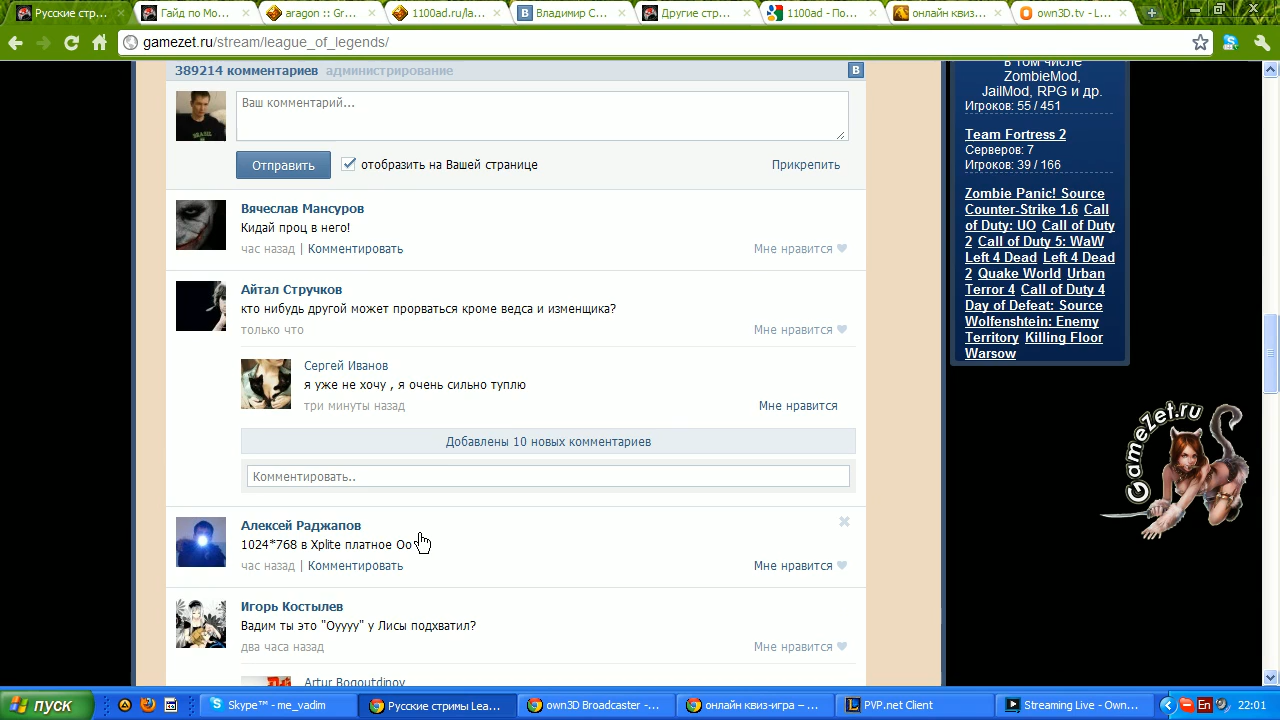 Русские стр
Гайд по Мо
aragon :: Gr
1100ad.ru/la
Владимир С
Другие стр
1100ad - По
онлайн квиз
own3D.tv - L
gamezet.ru/stream/league_of_legends/
389214 комментариев администрирование
B
Ваш комментарий...
Отправить
отобразить на Вашей странице
Прикрепить
Вячеслав Мансуров
Кидай проц в него!
час назад | Комментировать
Мне нравится
Айтал Стручков
кто нибудь другой может прорваться кроме ведса и изменщика?
только что
Мне нравится
Сергей Иванов
я уже не хочу , я очень сильно туплю
три минуты назад
Мне нравится
Добавлены 10 новых комментариев
Комментировать..
Алексей Раджапов
1024*768 в Xplite платное Оо
час назад | Комментировать
Мне нравится
Игорь Костылев
Вадим ты это "Оуууу" у Лисы подхватил?
два часа назад
Мне нравится
Artur Bogoutdinov
в том числе
ZombieMod,
JailMod, RPG и др.
Игроков: 55 / 451
Team Fortress 2
Серверов: 7
Игроков: 39 / 166
Zombie Panic! Source
Counter-Strike 1.6 Call
of Duty: UO Call of Duty
2 Call of Duty 5: WaW
Left 4 Dead Left 4 Dead
2 Quake World Urban
Terror 4 Call of Duty 4
Day of Defeat: Source
Wolfenshtein: Enemy
Territory Killing Floor
Warsow
GameZet.ru
пуск
Skype™ - me_vadim
Русские стримы Lea...
own3D Broadcaster -...
онлайн квиз-игра – ...
PVP.net Client
Streaming Live - Own...
En
22:01